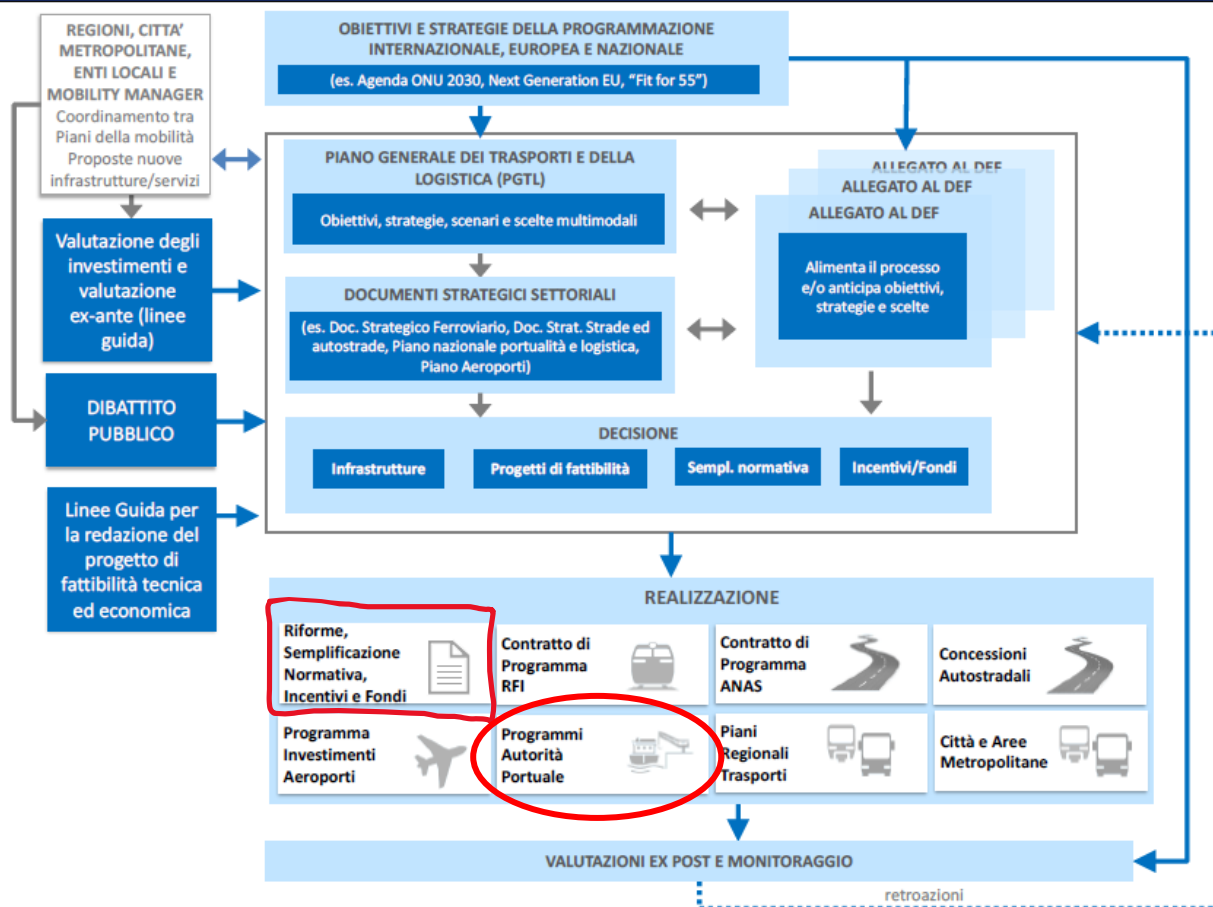 REGIONI, CITTA'
METROPOLITANE,
ENTI LOCALI E
MOBILITY MANAGER
Coordinamento tra
Piani della mobilità
Proposte nuove
infrastrutture/servizi
OBIETTIVI E STRATEGIE DELLA PROGRAMMAZIONE
INTERNAZIONALE, EUROPEA E NAZIONALE
(es. Agenda ONU 2030, Next Generation EU, "Fit for 55")
PIANO GENERALE DEI TRASPORTI E DELLA
LOGISTICA (PGTL)
Obiettivi, strategie, scenari e scelte multimodali
ALLEGATO AL DEF
ALLEGATO AL DEF
ALLEGATO AL DEF
Alimenta il processo
e/o anticipa obiettivi,
strategie e scelte
Valutazione degli
investimenti e
valutazione
ex-ante (linee
guida)
DOCUMENTI STRATEGICI SETTORIALI
(es. Doc. Strategico Ferroviario, Doc. Strat. Strade ed
autostrade, Piano nazionale portualità e logistica,
Piano Aeroporti)
DIBATTITO
PUBBLICO
DECISIONE
Infrastrutture
Progetti di fattibilità
Sempl. normativa
Incentivi/Fondi
Linee Guida per
la redazione del
progetto di
fattibilità tecnica
ed economica
REALIZZAZIONE
Riforme,
Semplificazione
Normativa,
Incentivi e Fondi
Contratto di
Programma
RFI
Contratto di
Programma
ANAS
Concessioni
Autostradali
Programma
Investimenti
Aeroporti
Programmi
Autorità
Portuale
Piani
Regionali
Trasporti
Città e Aree
Metropolitane
VALUTAZIONI EX POST E MONITORAGGIO
retroazioni